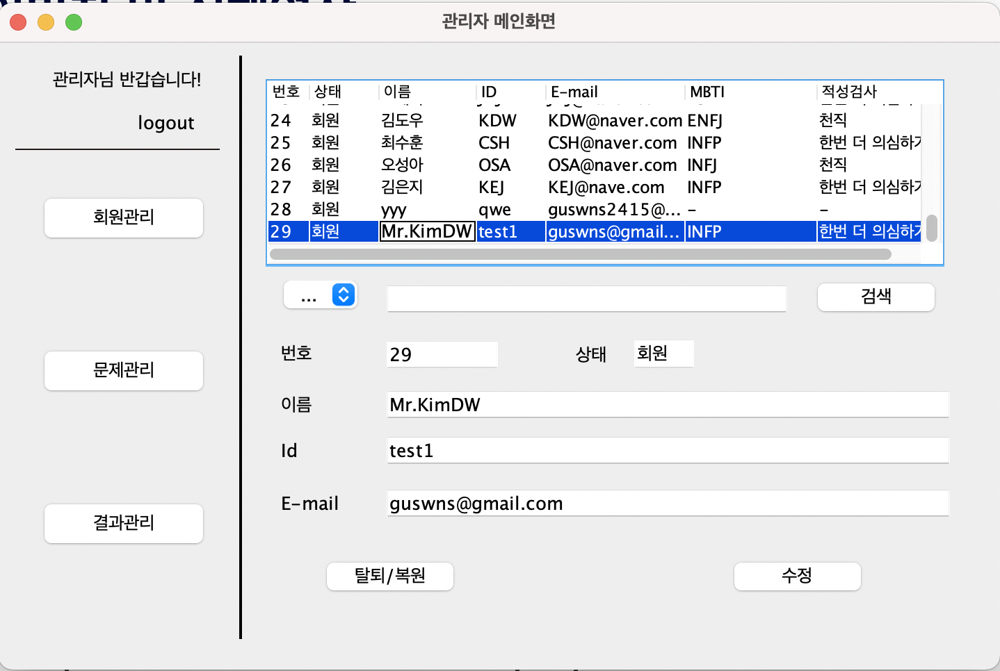 관리자 메인화면
관리자님 반갑습니다!
logout
회원관리
문제관리
결과관리
번호 상태 이름 ID E-mail MBTI 적성검사
24 회원 김도우 KDW KDW@naver.com ENFJ 천직
25 회원 최수훈 CSH CSH@naver.com INFP 한번 더 의심하기
26 회원 오성아 OSA OSA@naver.com INFJ 천직
27 회원 김은지 KEJ KEJ@nave.com INFP 한번 더 의심하기
28 회원 yyy qwe guswns2415@... - -
29 회원 Mr.KimDW test1 guswns@gmail... INFP 한번 더 의심하기
... 검색
번호 29 상태 회원
이름 Mr.KimDW
Id test1
E-mail guswns@gmail.com
탈퇴/복원 수정